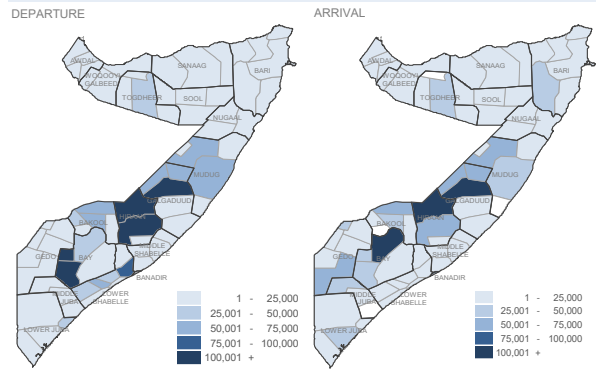 DEPARTURE
AWDAL
WOQOOYI
GALBEED
TOGDHEER
SANAAG
SOOL
BARI
NUGAAL
MUDUG
GALGADUUD
HIRAAN
BAKOOL
GEDO
BAY
MIDDLE
SHABELLE
BANADIR
LOWER
SHABELLE
MIDDLE
JUBA
LOWER JUBA
1 - 25,000
25,001 - 50,000
50,001 - 75,000
75,001 - 100,000
100,001 +
ARRIVAL
AWDAL
WOQOOYI
GALBEED
TOGDHEER
SANAAG
SOOL
BARI
NUGAAL
MUDUG
GALGADUUD
HIRAAN
BAKOOL
GEDO
BAY
MIDDLE
SHABELLE
BANADIR
LOWER
SHABELLE
MIDDLE
JUBA
LOWER JUBA
1 - 25,000
25,001 - 50,000
50,001 - 75,000
75,001 - 100,000
100,001 +